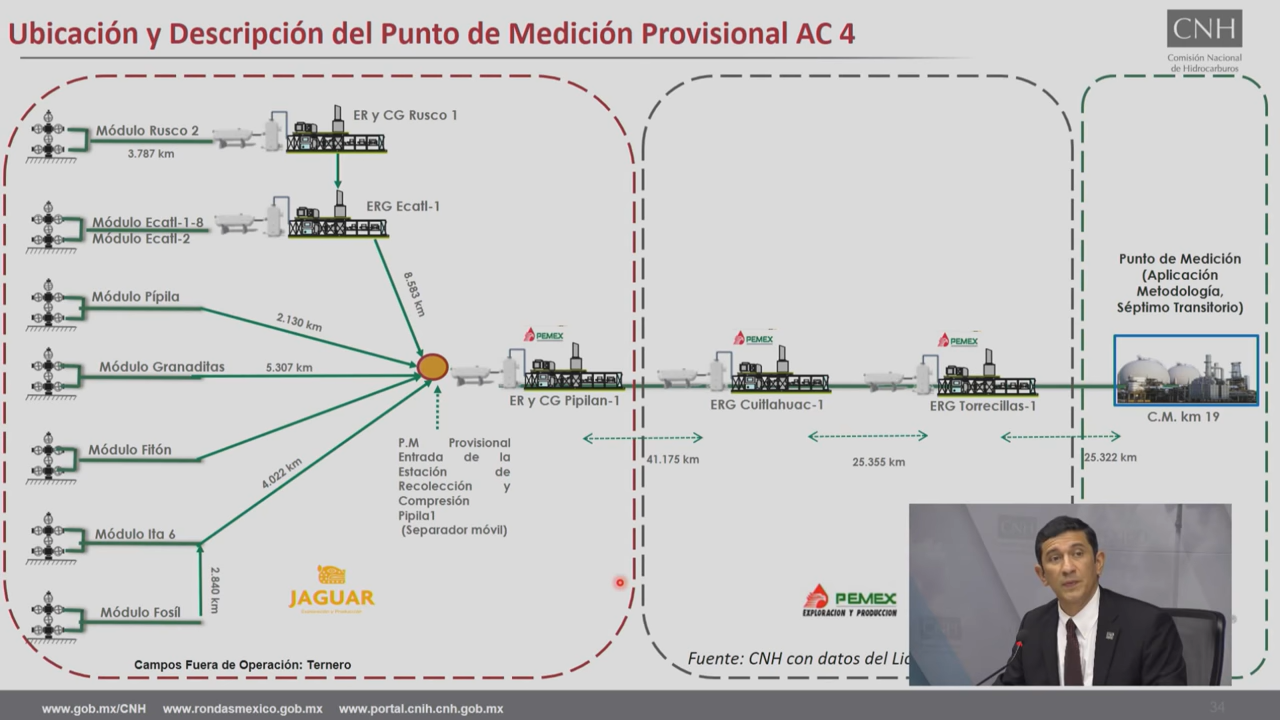 Ubicación y Descripción del Punto de Medición Provisional AC 4
CNH
Comisión Nacional
de Hidrocarburos
Módulo Rusco 2
3.787 km
ER y CG Rusco 1
Módulo Ecatl-1-8
Módulo Ecatl-2
ERG Ecatl-1
8.583 km
Módulo Pípila
2.130 km
Módulo Granaditas
5.307 km
Módulo Fitón
4.022 km
Módulo Ita 6
2.840 km
Módulo Fosíl
PEMEX
ER y CG Pipilan-1
PEMEX
ERG Cuitlahuac-1
PEMEX
ERG Torrecillas-1
Punto de Medición
(Aplicación
Metodología,
Séptimo Transitorio)
C.M. km 19
41.175 km
25.355 km
25.322 km
P.M Provisional
Entrada de la
Estación de
Recolección y
Compresión
Pipila1
(Separador móvil)
JAGUAR
Exploración y Producción
PEMEX
EXPLORACION Y PRODUCCION
CNH
Campos Fuera de Operación: Ternero
Fuente: CNH con datos del Lic
www.gob.mx/CNH www.rondasmexico.gob.mx www.portal.cnih.cnh.gob.mx
34